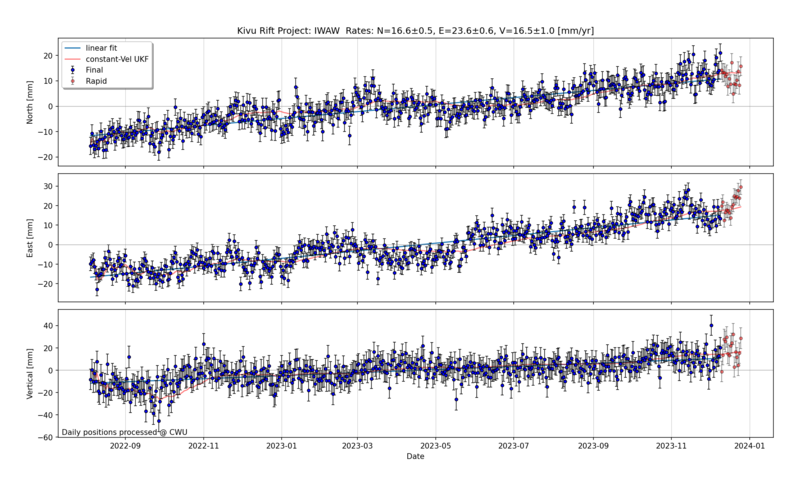 Kivu Rift Project: IWAW Rates: N=16.6±0.5, E=23.6±0.6, V=16.5±1.0 [mm/yr]
linear fit
constant-Vel UKF
Final
Rapid
North [mm]
20
10
0
−10
−20
East [mm]
30
20
10
0
−10
−20
Vertical [mm]
40
20
0
−20
−40
−60
Daily positions processed @ CWU
2022-09
2022-11
2023-01
2023-03
2023-05
2023-07
2023-09
2023-11
2024-01
Date